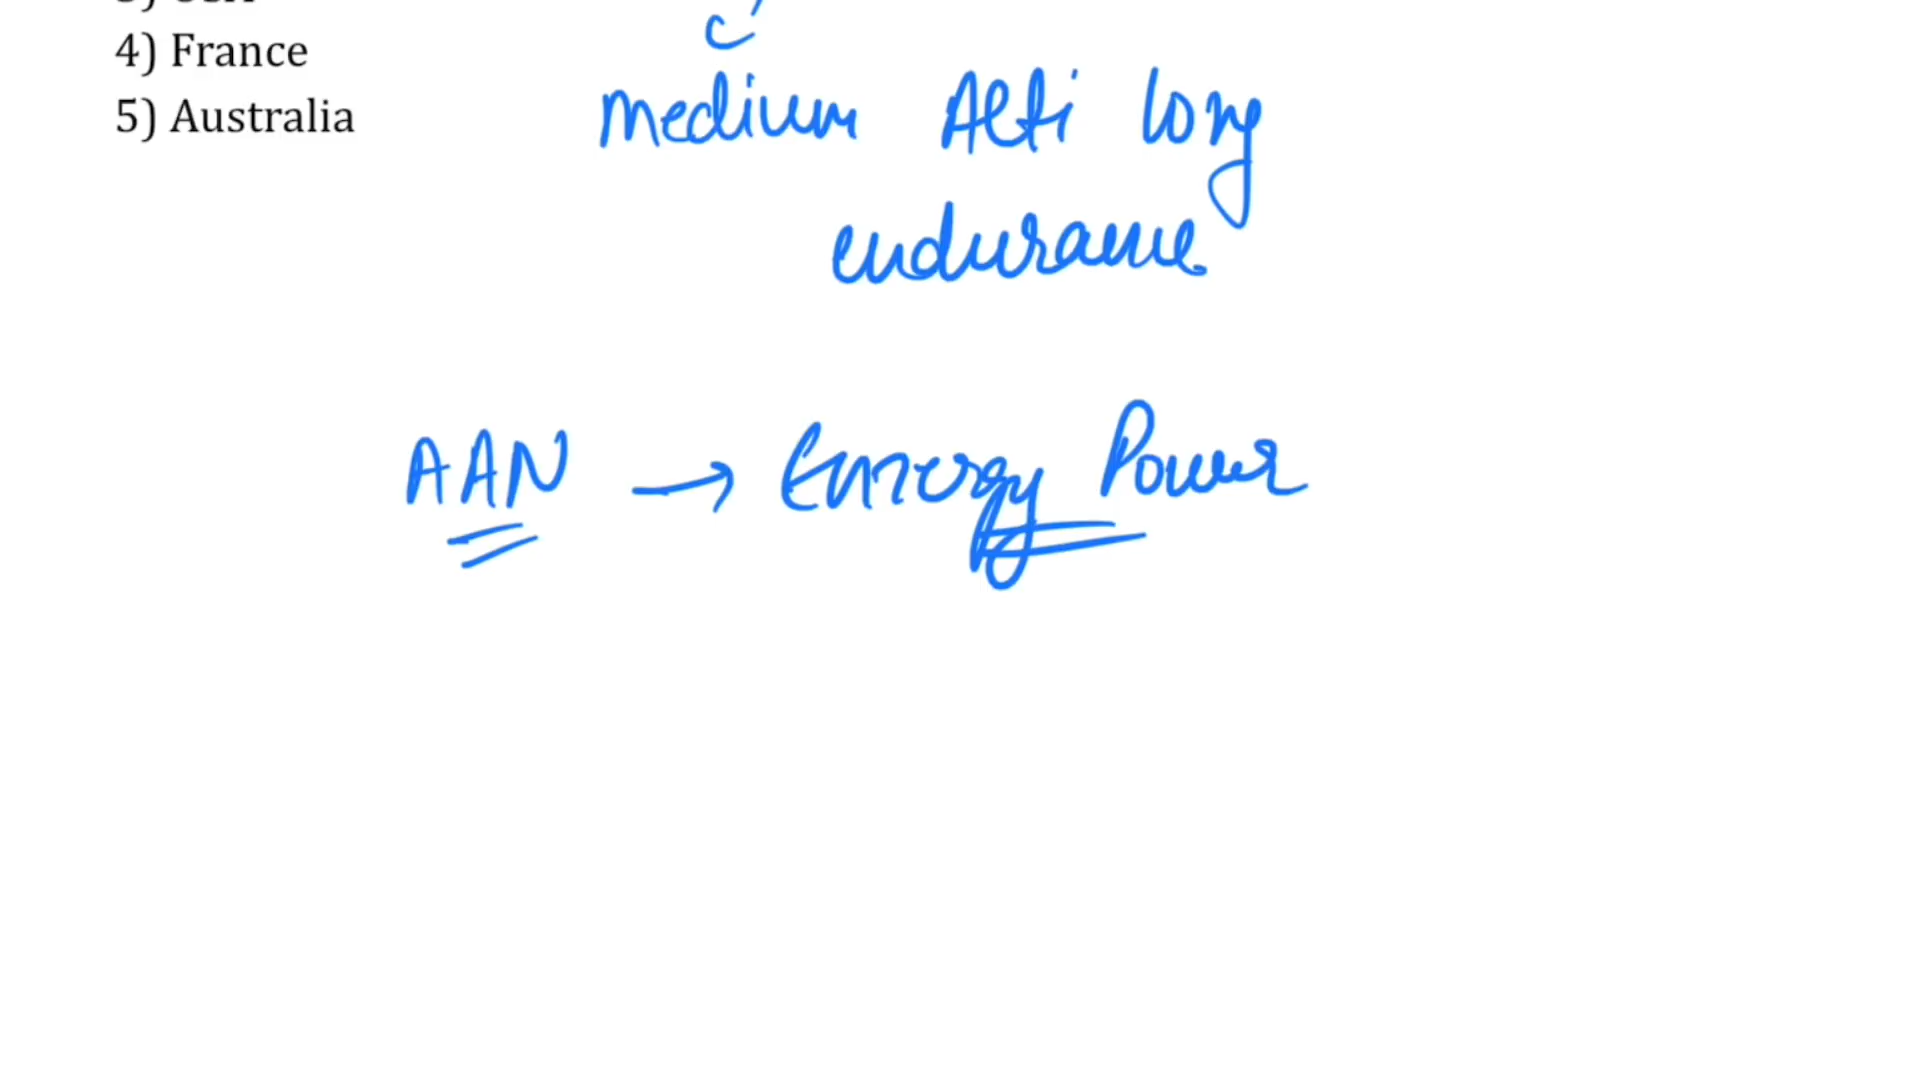 4) France
5) Australia
medium Alti long
endurance
AAN → Energy Power